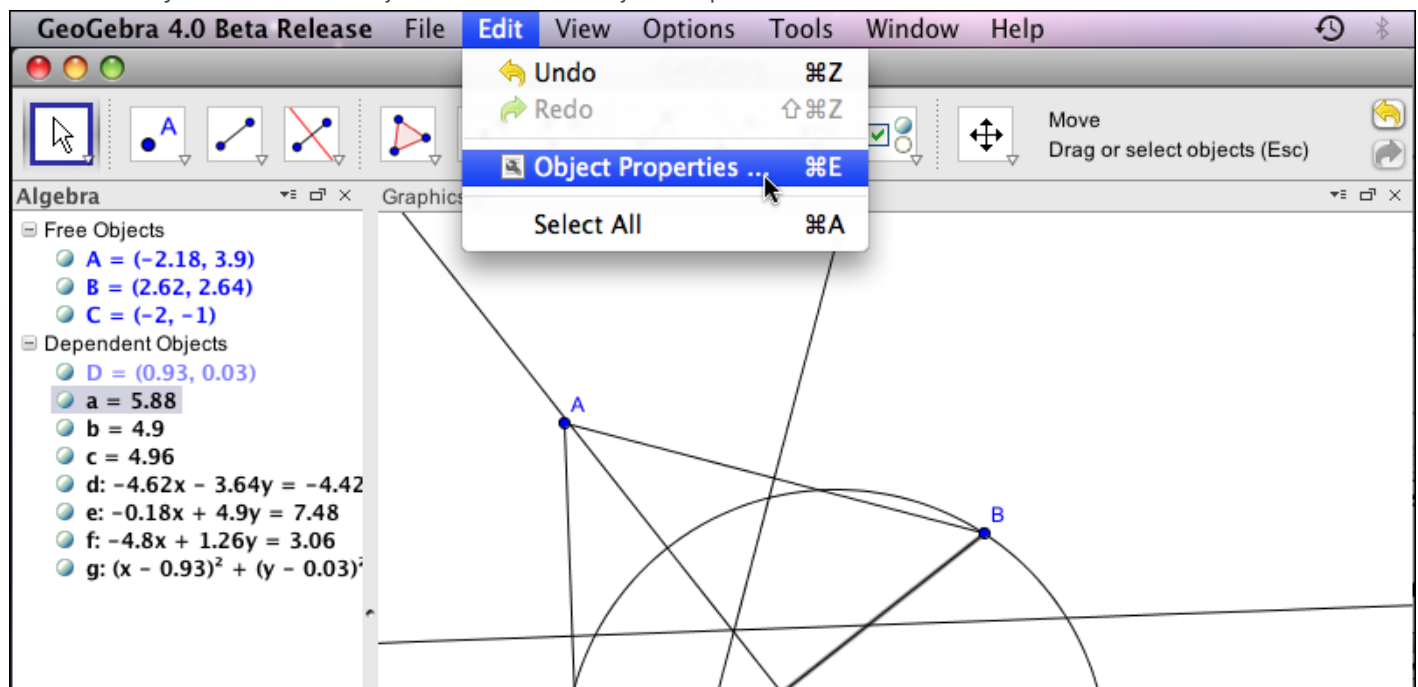 GeoGebra 4.0 Beta Release File Edit View Options Tools Window Help
Undo ⌘Z
Redo ⇧⌘Z
Move
Drag or select objects (Esc)
Object Properties ... ⌘E
Select All ⌘A
Algebra
Graphics
Free Objects
A = (-2.18, 3.9)
B = (2.62, 2.64)
C = (-2, -1)
Dependent Objects
D = (0.93, 0.03)
a = 5.88
b = 4.9
c = 4.96
d: -4.62x - 3.64y = -4.42
e: -0.18x + 4.9y = 7.48
f: -4.8x + 1.26y = 3.06
g: (x - 0.93)² + (y - 0.03)²
A
A
B